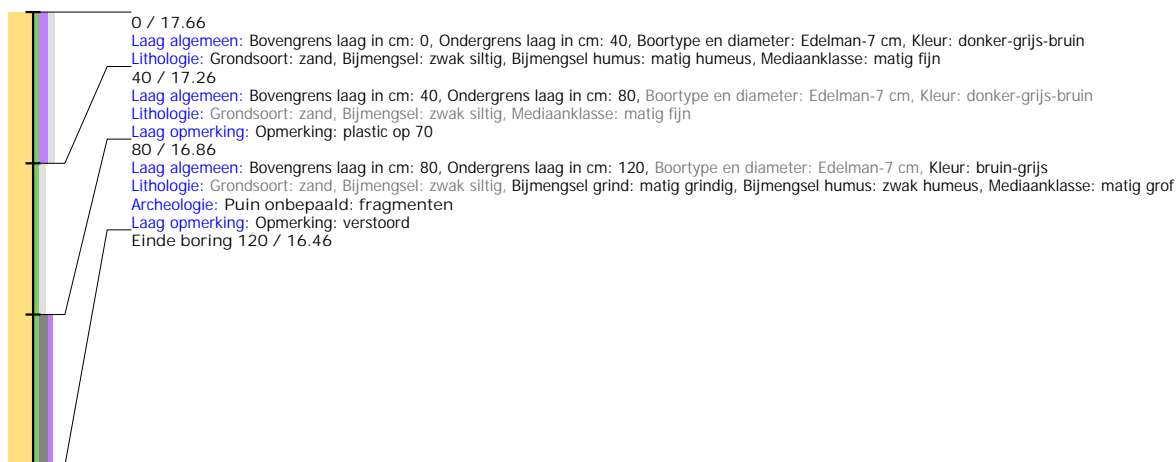 0 / 17.66
Laag algemeen: Bovengrens laag in cm: 0, Ondergrens laag in cm: 40, Boortype en diameter: Edelman-7 cm, Kleur: donker-grijs-bruin
Lithologie: Grondsoort: zand, Bijmengsel: zwak siltig, Bijmengsel humus: matig humeus, Mediaanklasse: matig fijn
40 / 17.26
Laag algemeen: Bovengrens laag in cm: 40, Ondergrens laag in cm: 80, Boortype en diameter: Edelman-7 cm, Kleur: donker-grijs-bruin
Lithologie: Grondsoort: zand, Bijmengsel: zwak siltig, Mediaanklasse: matig fijn
Laag opmerking: Opmerking: plastic op 70
80 / 16.86
Laag algemeen: Bovengrens laag in cm: 80, Ondergrens laag in cm: 120, Boortype en diameter: Edelman-7 cm, Kleur: bruin-grijs
Lithologie: Grondsoort: zand, Bijmengsel: zwak siltig, Bijmengsel grind: matig grindig, Bijmengsel humus: zwak humeus, Mediaanklasse: matig grof
Archeologie: Puin onbepaald: fragmenten
Laag opmerking: Opmerking: verstoord
Einde boring 120 / 16.46